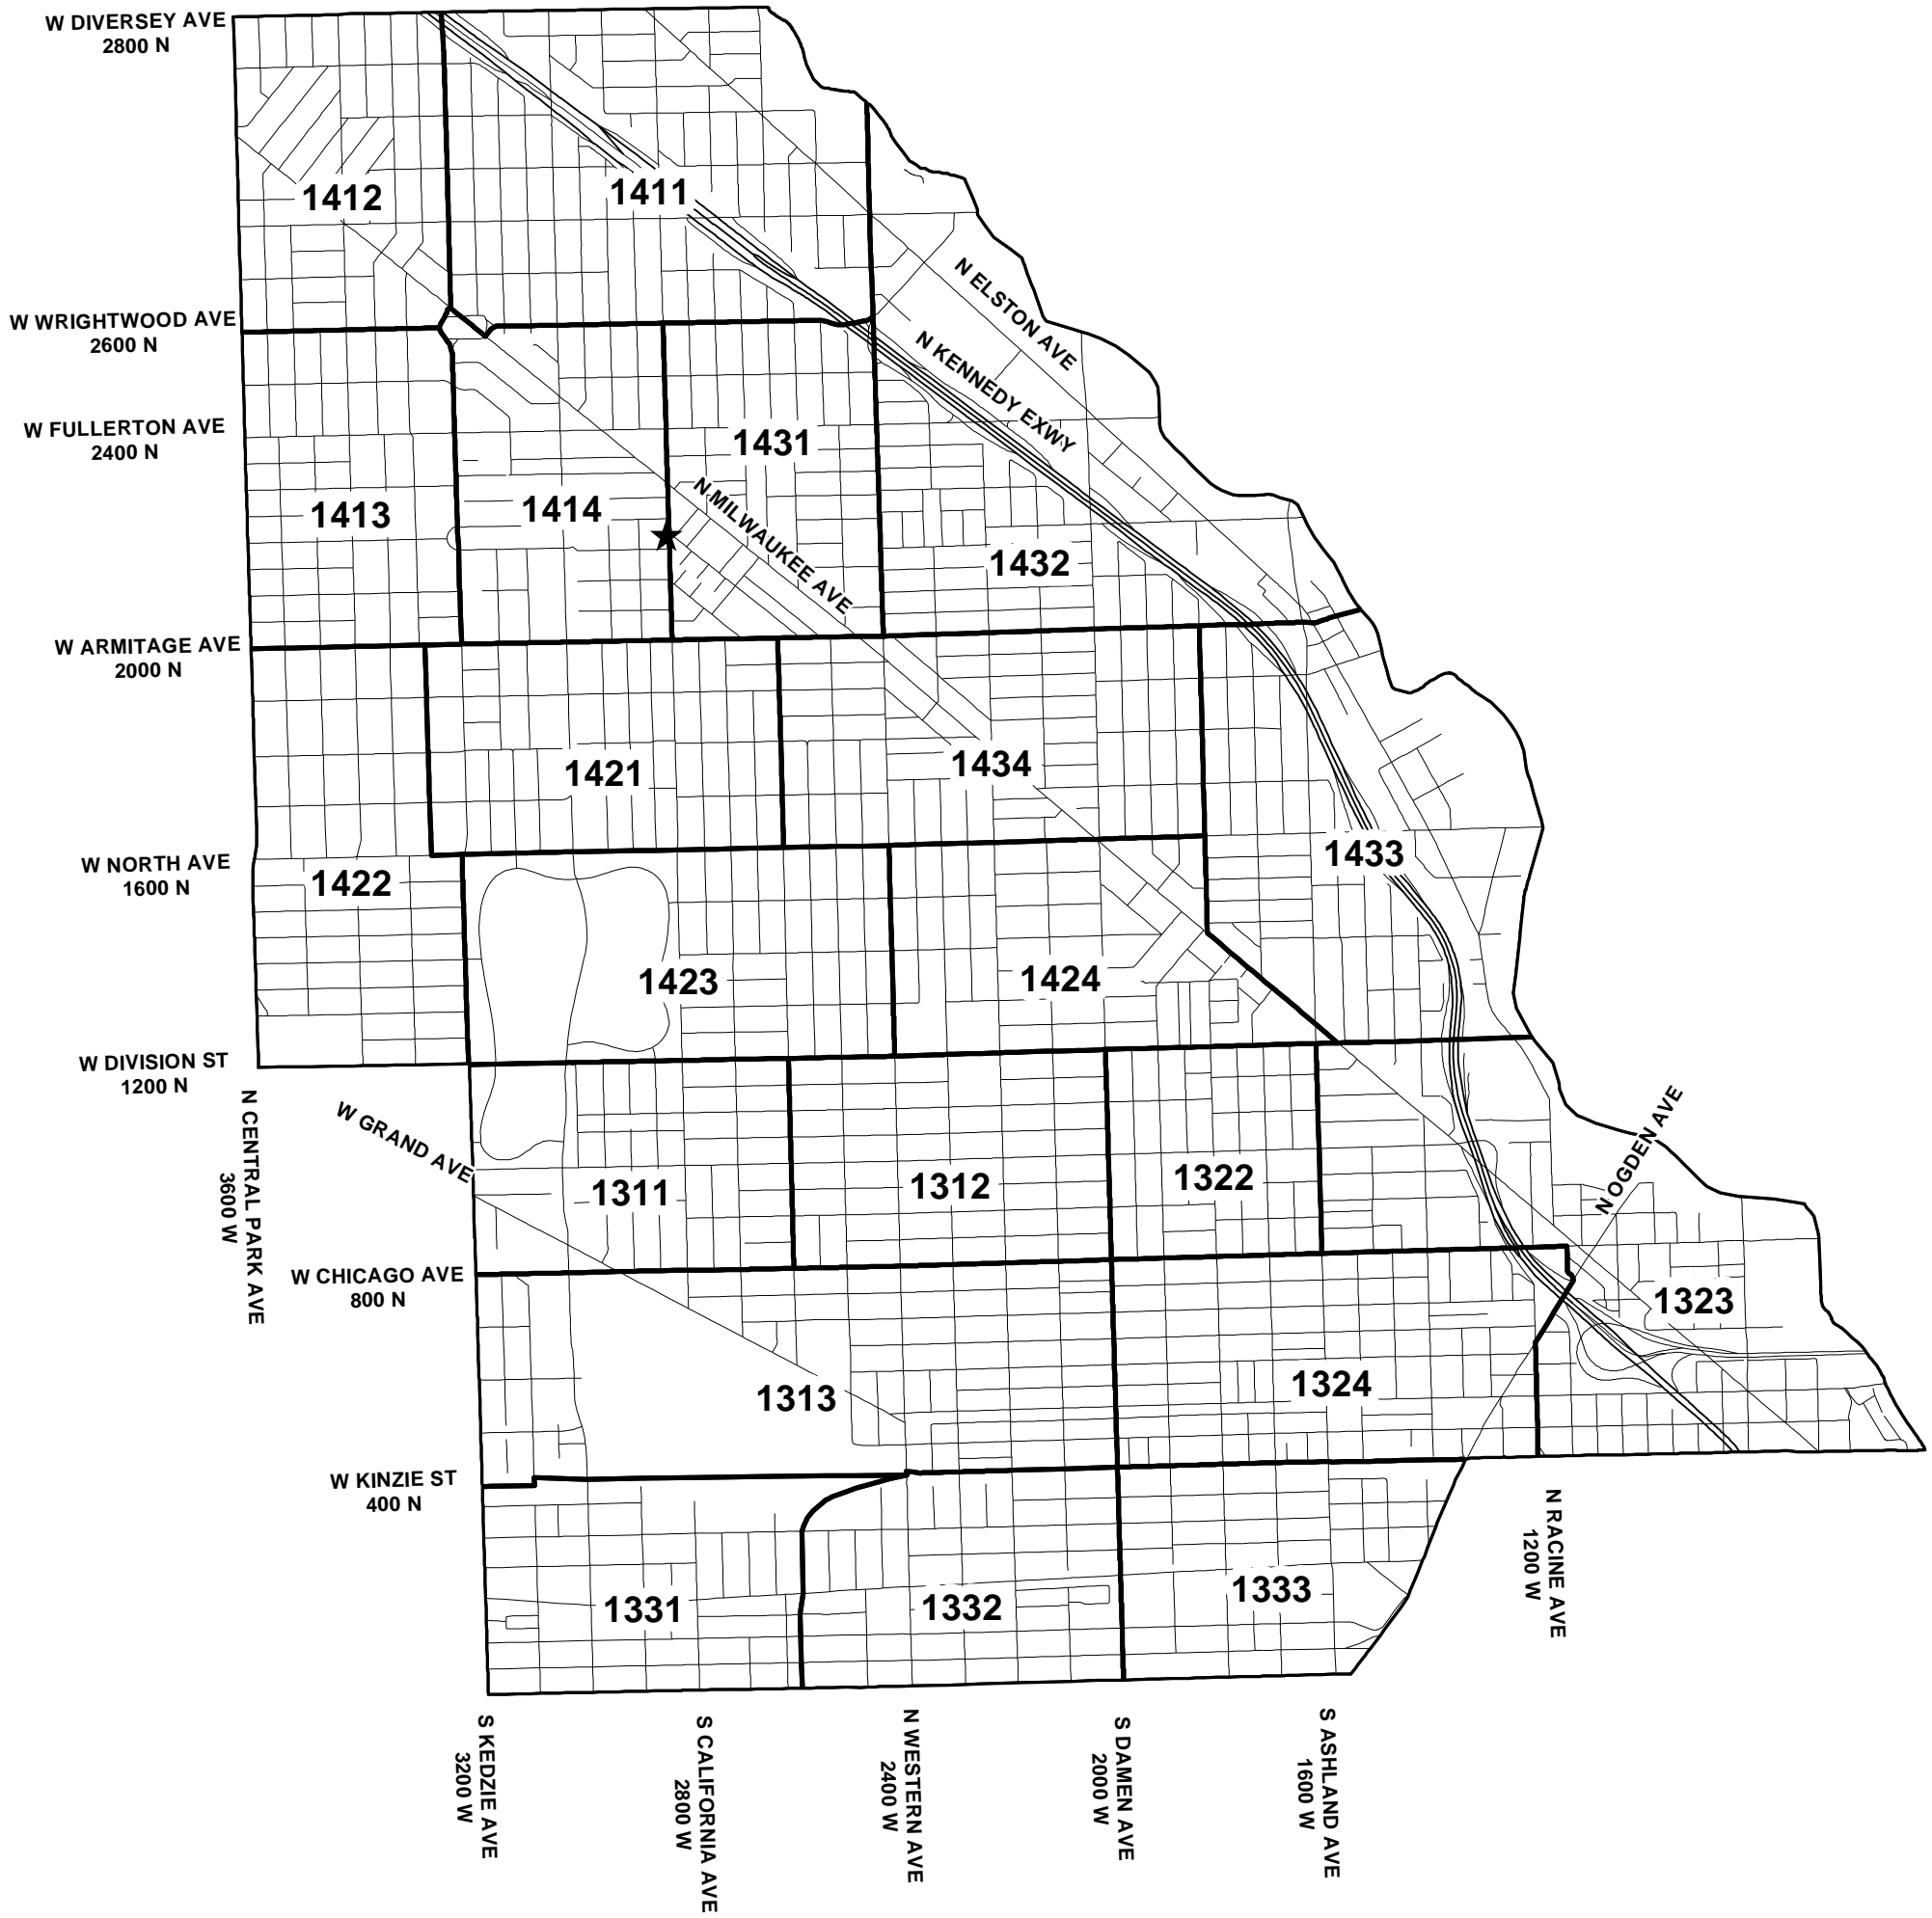 W DIVERSEY AVE
2800 N
1412
1411
N ELSTON AVE
W WRIGHTWOOD AVE
2600 N
N KENNEDY EXWY
W FULLERTON AVE
2400 N
1431
1413
1414
N MILWAUKEE AVE
1432
W ARMITAGE AVE
2000 N
1421
1434
W NORTH AVE
1600 N
1422
1433
1423
1424
W DIVISION ST
1200 N
N CENTRAL PARK AVE
3600 W
W GRAND AVE
N OGDEN AVE
1311
1312
1322
W CHICAGO AVE
800 N
1323
1313
1324
W KINZIE ST
400 N
N RACINE AVE
1200 W
1331
1332
1333
S KEDZIE AVE
3200 W
S CALIFORNIA AVE
2800 W
N WESTERN AVE
2400 W
S DAMEN AVE
2000 W
S ASHLAND AVE
1600 W